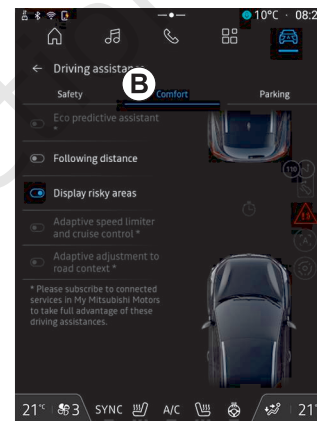 10°C · 08:2
← Driving assistance
B
Safety Comfort Parking
Eco predictive assistant
*
Following distance
110
Display risky areas
Adaptive speed limiter
and cruise control *
Adaptive adjustment to
road context *
* Please subscribe to connected
services in My Mitsubishi Motors
to take full advantage of these
driving assistances.
21°C 3 SYNC A/C 21°